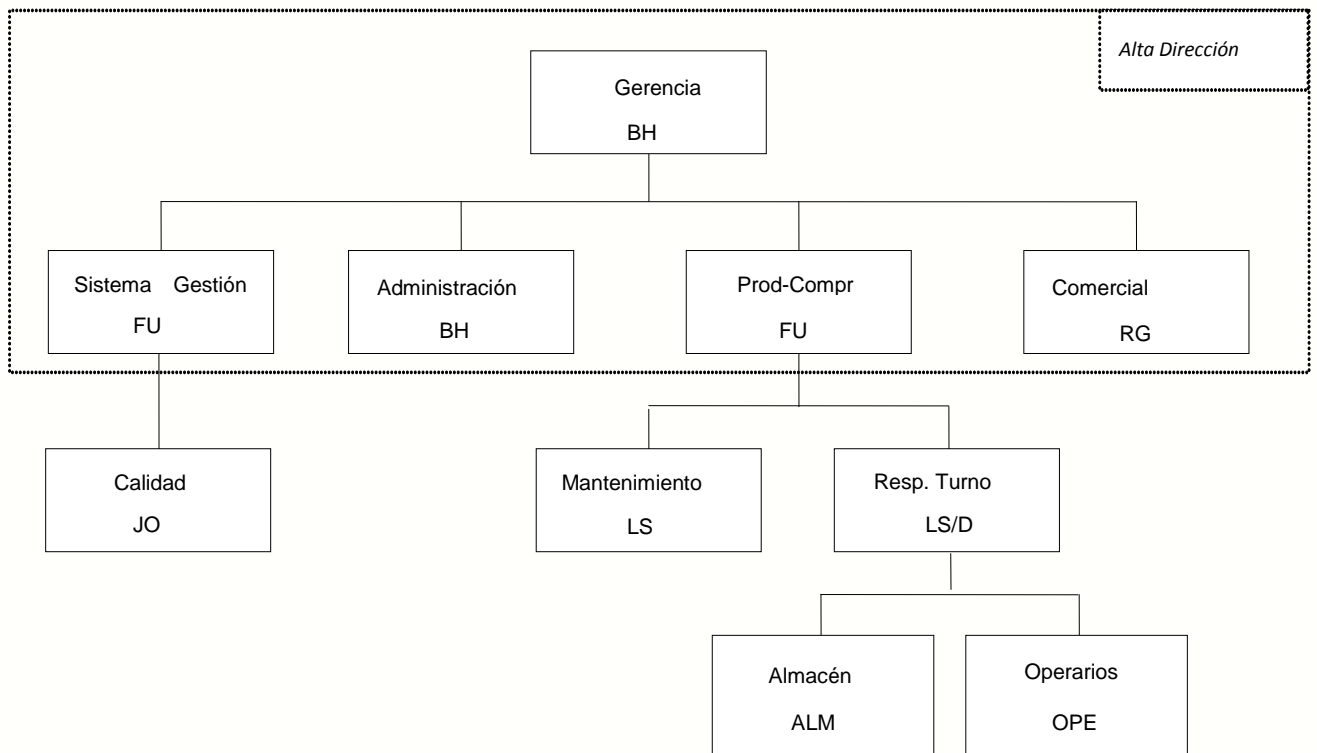 Alta Dirección
Gerencia
BH
Sistema Gestión
FU
Administración
BH
Prod-Compr
FU
Comercial
RG
Calidad
JO
Mantenimiento
LS
Resp. Turno
LS/D
Almacén
ALM
Operarios
OPE